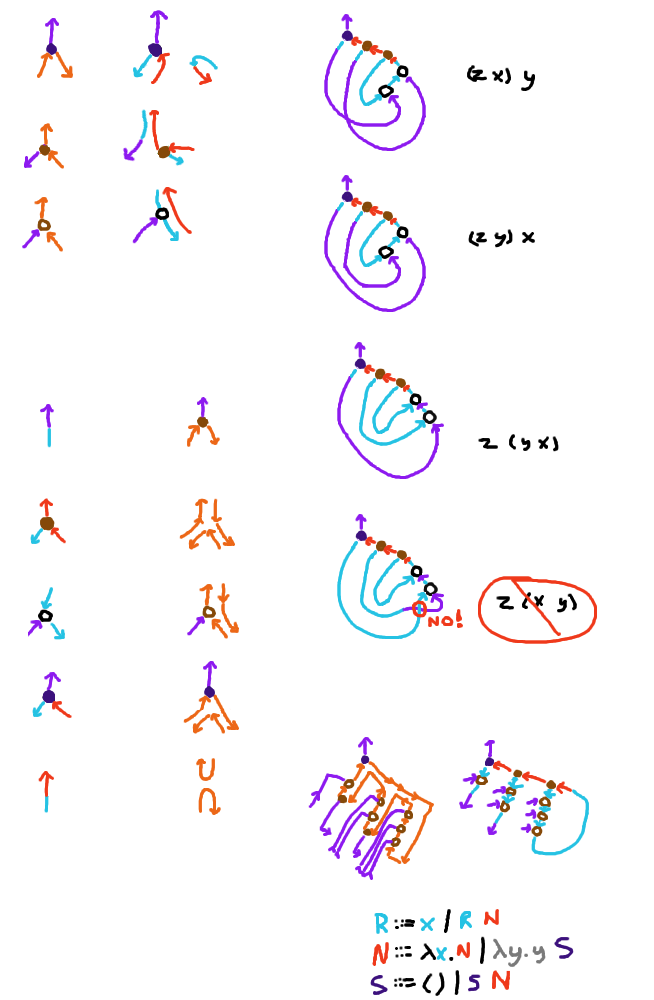 (z x) y
(z y) x
z (y x)
NO!
z (x y)
R ::= x | R N
N ::= λx.N | λy.y S
S ::= () | S N